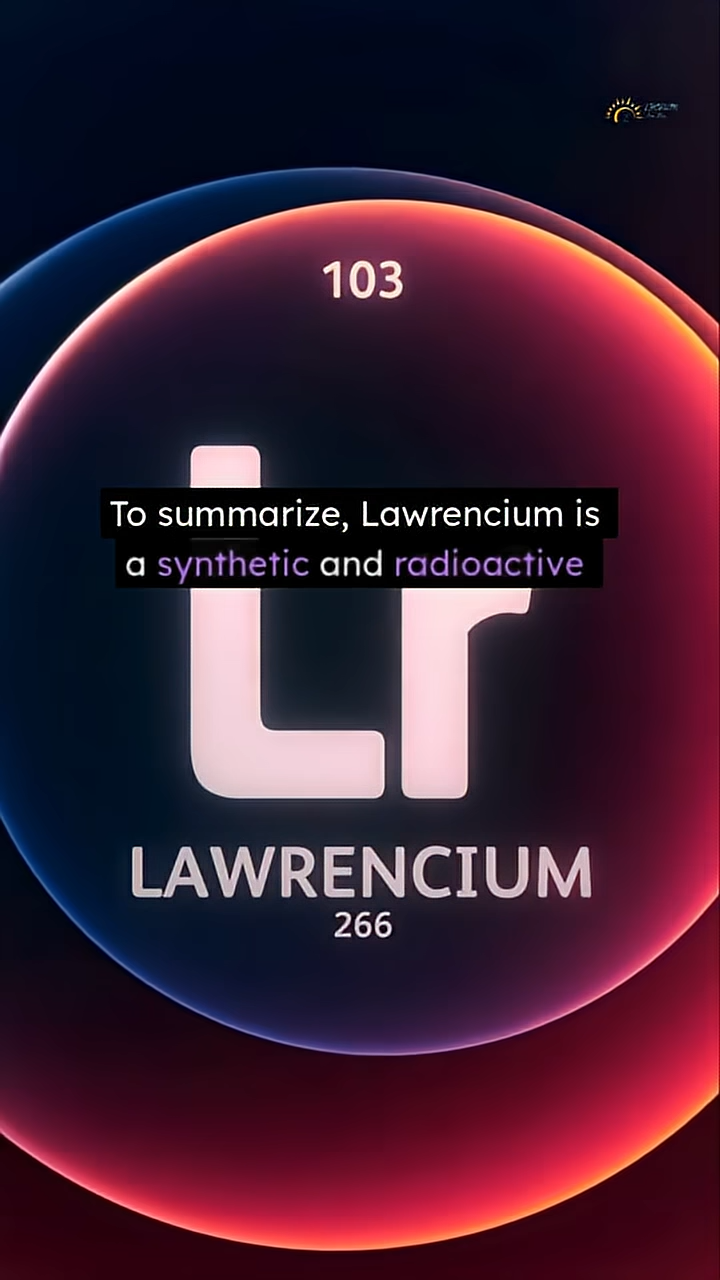 103
Lr
To summarize, Lawrencium is
a synthetic and radioactive
LAWRENCIUM
266